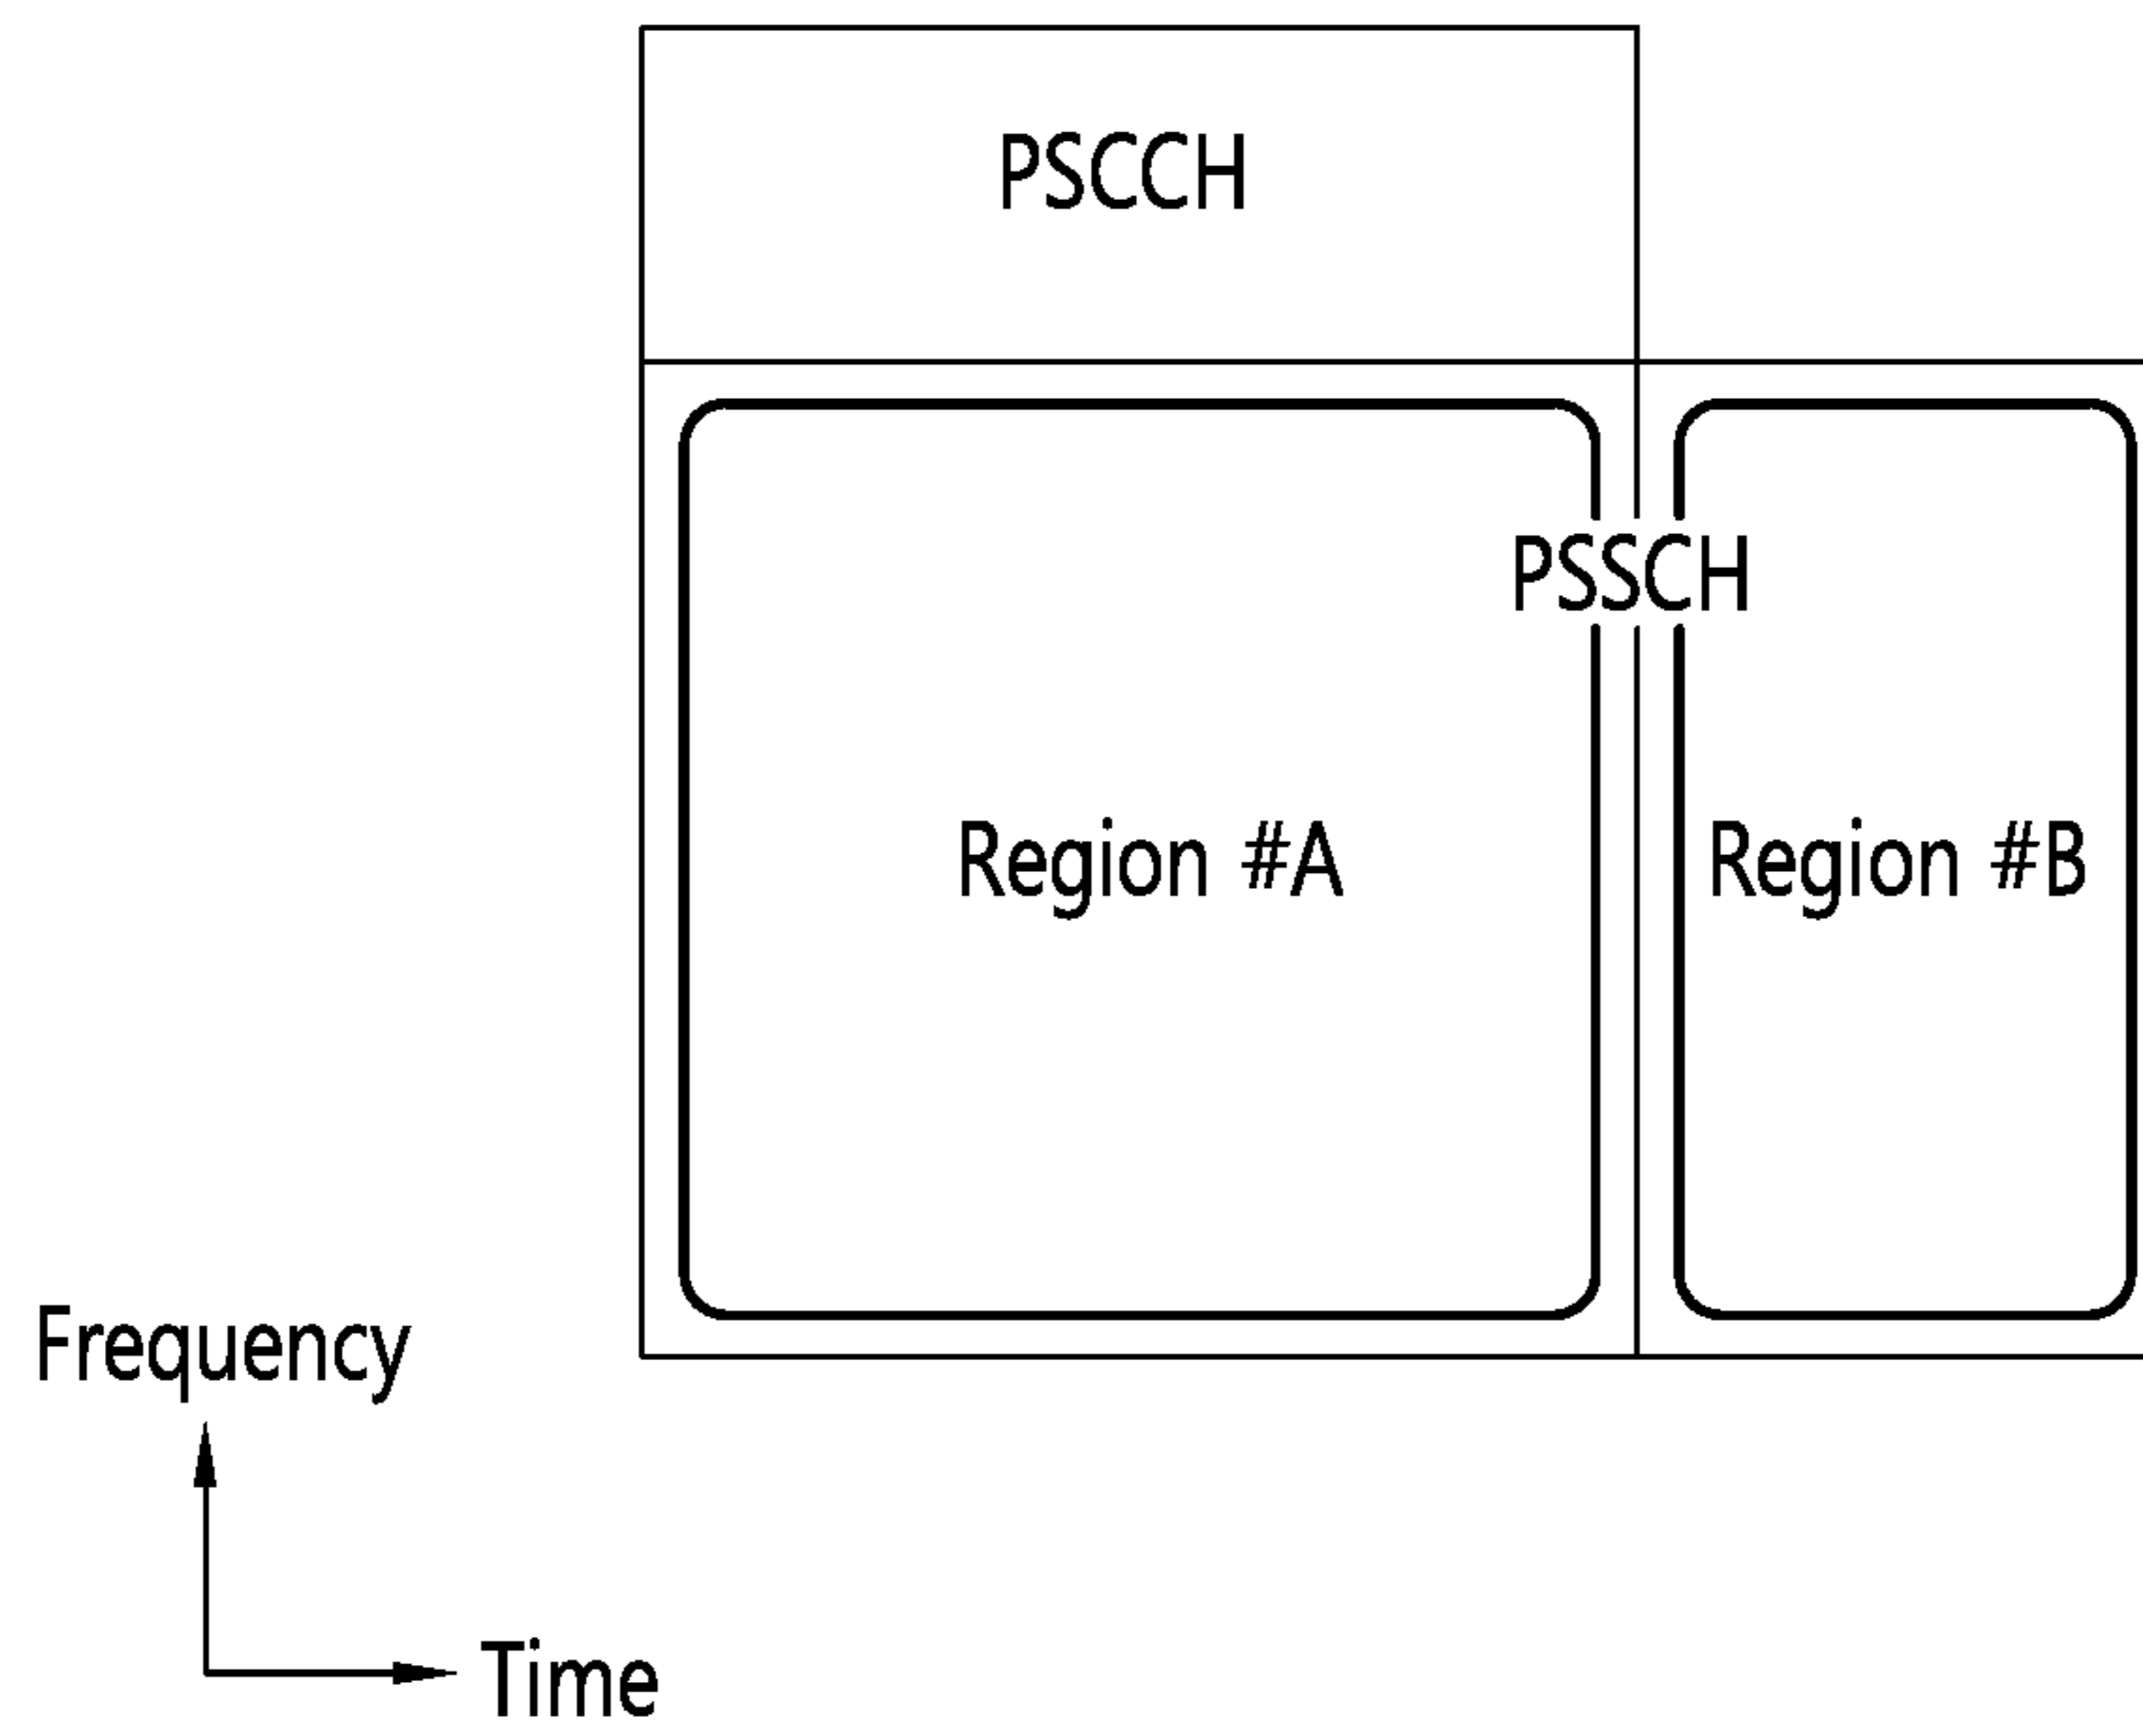 PSCCH
PSSCH
Region #A
Region #B
Frequency
Time